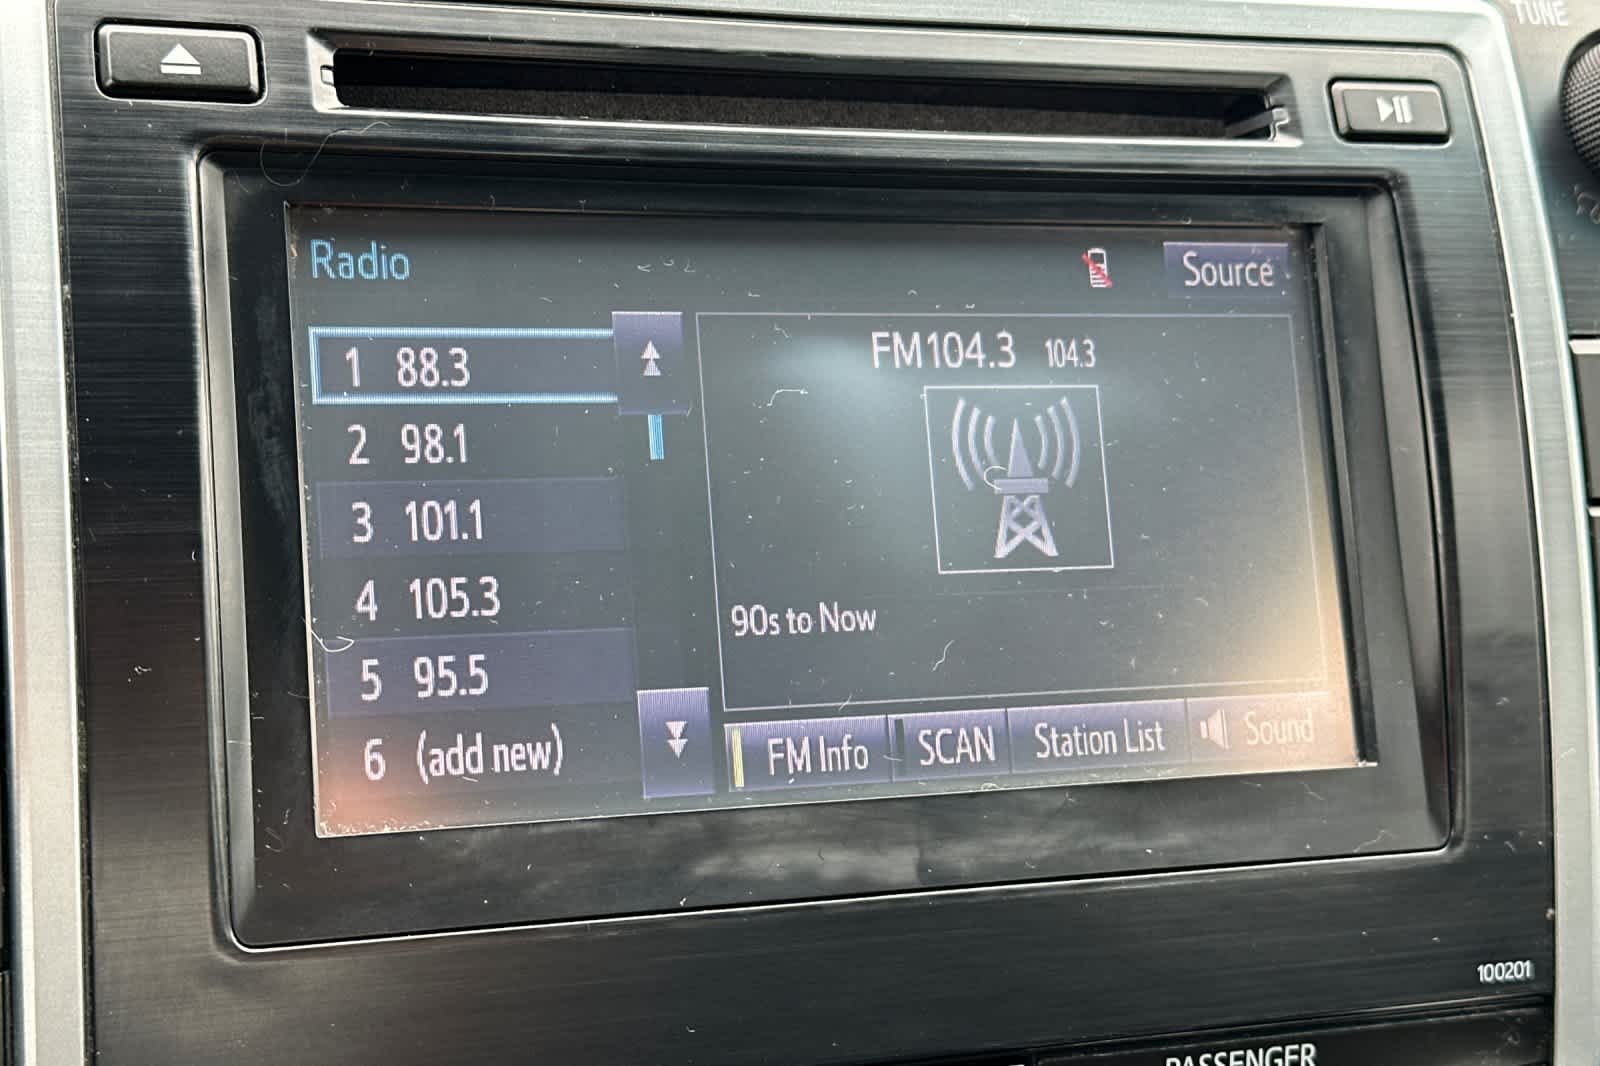 TUNE
Radio
Source
1 88.3
2 98.1
3 101.1
4 105.3
5 95.5
6 (add new)
FM104.3 104.3
90s to Now
FM Info
SCAN
Station List
Sound
100201
PASSENGER